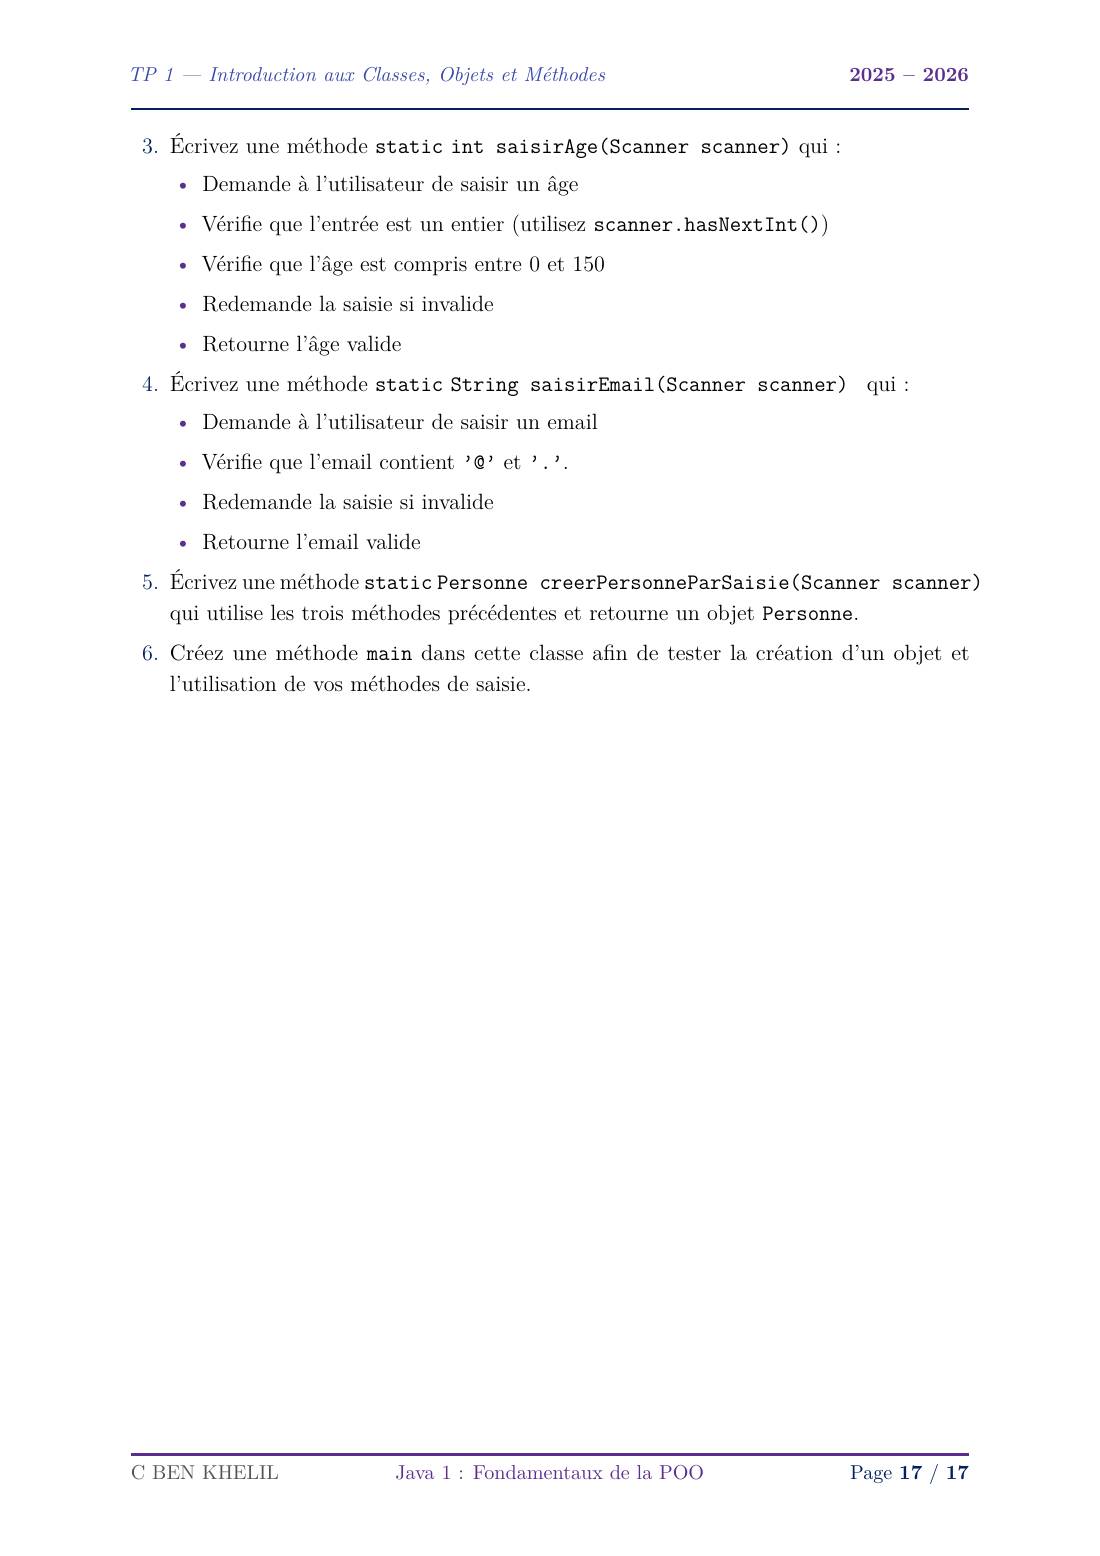 TP 1 — Introduction aux Classes, Objets et Méthodes 2025 – 2026
3. Écrivez une méthode static int saisirAge(Scanner scanner) qui :
• Demande à l'utilisateur de saisir un âge
• Vérifie que l'entrée est un entier (utilisez scanner.hasNextInt())
• Vérifie que l'âge est compris entre 0 et 150
• Redemande la saisie si invalide
• Retourne l'âge valide
4. Écrivez une méthode static String saisirEmail(Scanner scanner) qui :
• Demande à l'utilisateur de saisir un email
• Vérifie que l'email contient '@' et '.'.
• Redemande la saisie si invalide
• Retourne l'email valide
5. Écrivez une méthode static Personne creerPersonneParSaisie(Scanner scanner)
qui utilise les trois méthodes précédentes et retourne un objet Personne.
6. Créez une méthode main dans cette classe afin de tester la création d'un objet et
l'utilisation de vos méthodes de saisie.
C BEN KHELIL Java 1 : Fondamentaux de la POO Page 17 / 17